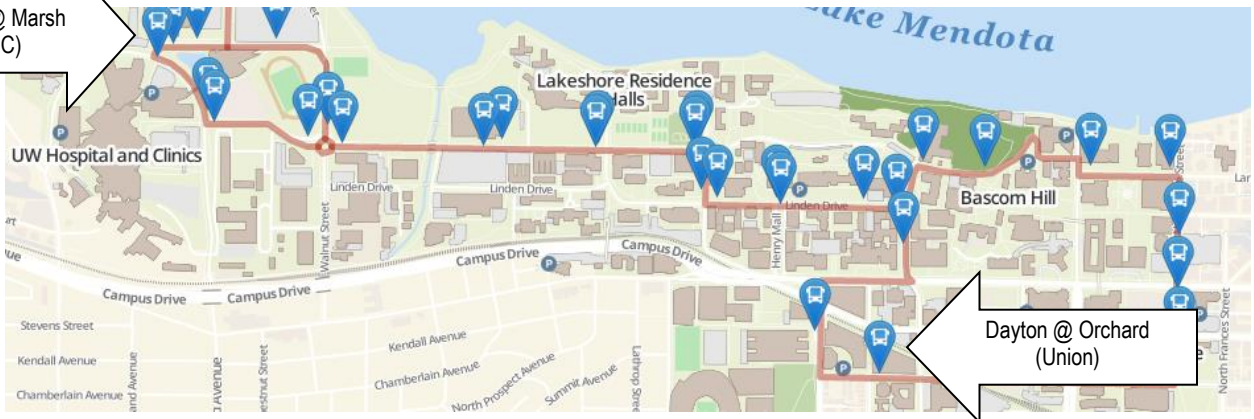 @ Marsh
C)
Lake Mendota
Lakeshore Residence
Halls
UW Hospital and Clinics
P
P
P
P
P
P
P
Linden Drive
Linden Drive
Linden Drive
Bascom Hill
Walnut Street
Henry Mall
Campus Drive
Campus Drive
Campus Drive
Campus Drive
Stevens Street
Kendall Avenue
Kendall Avenue
Chamberlain Avenue
Chamberlain Avenue
North Prospect Avenue
Summit Avenue
North Frances Street
Street
Dayton @ Orchard
(Union)